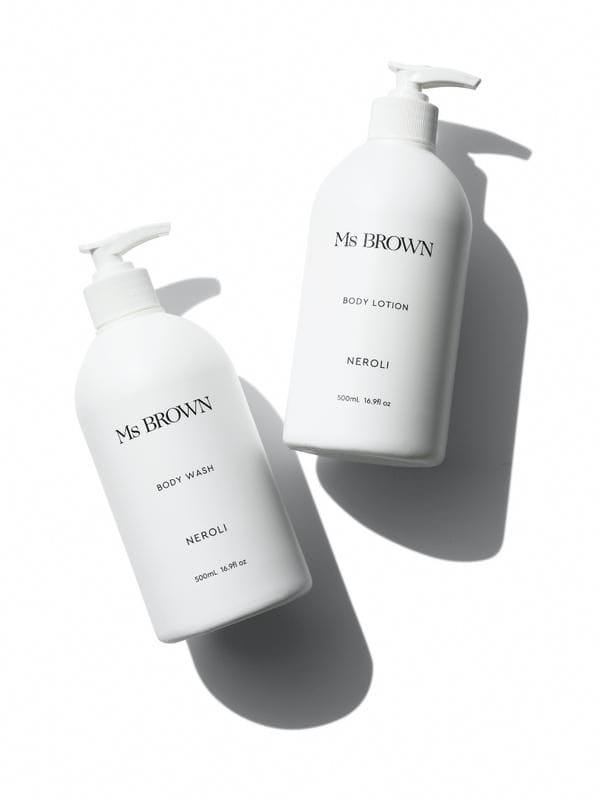 Ms BROWN
BODY LOTION
NEROLI
500mL 16.9fl oz
Ms BROWN
BODY WASH
NEROLI
500mL 16.9fl oz